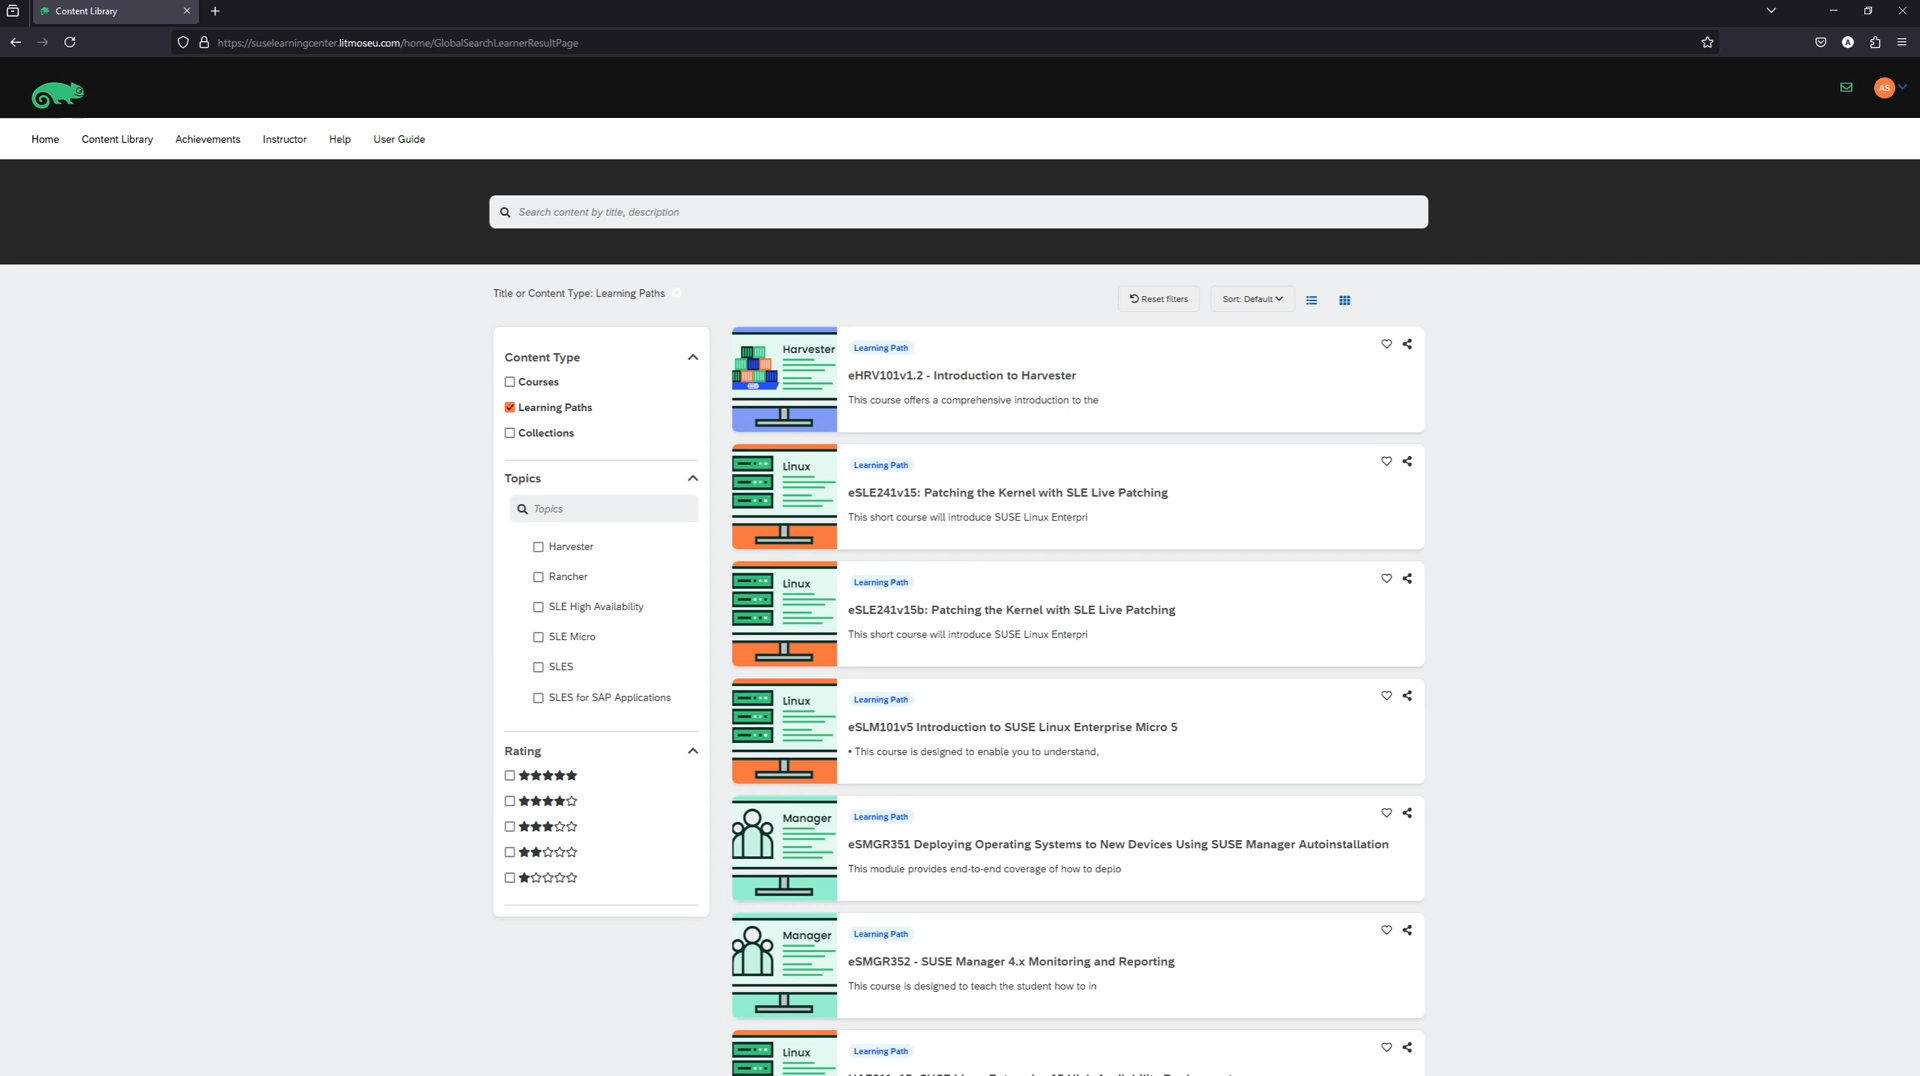 Content Library
https://suselearningcenter.litmoseu.com/home/GlobalSearchLearnerResultPage
A
AS
Home
Content Library
Achievements
Instructor
Help
User Guide
Search content by title, description
Title or Content Type: Learning Paths
Reset filters
Sort: Default
Content Type
Courses
Learning Paths
Collections
Topics
Topics
Harvester
Rancher
SLE High Availability
SLE Micro
SLES
SLES for SAP Applications
Rating
Harvester
Learning Path
eHRV101v1.2 - Introduction to Harvester
This course offers a comprehensive introduction to the
Linux
Learning Path
eSLE241v15: Patching the Kernel with SLE Live Patching
This short course will introduce SUSE Linux Enterpri
Linux
Learning Path
eSLE241v15b: Patching the Kernel with SLE Live Patching
This short course will introduce SUSE Linux Enterpri
Linux
Learning Path
eSLM101v5 Introduction to SUSE Linux Enterprise Micro 5
• This course is designed to enable you to understand,
Manager
Learning Path
eSMGR351 Deploying Operating Systems to New Devices Using SUSE Manager Autoinstallation
This module provides end-to-end coverage of how to deplo
Manager
Learning Path
eSMGR352 - SUSE Manager 4.x Monitoring and Reporting
This course is designed to teach the student how to in
Linux
Learning Path